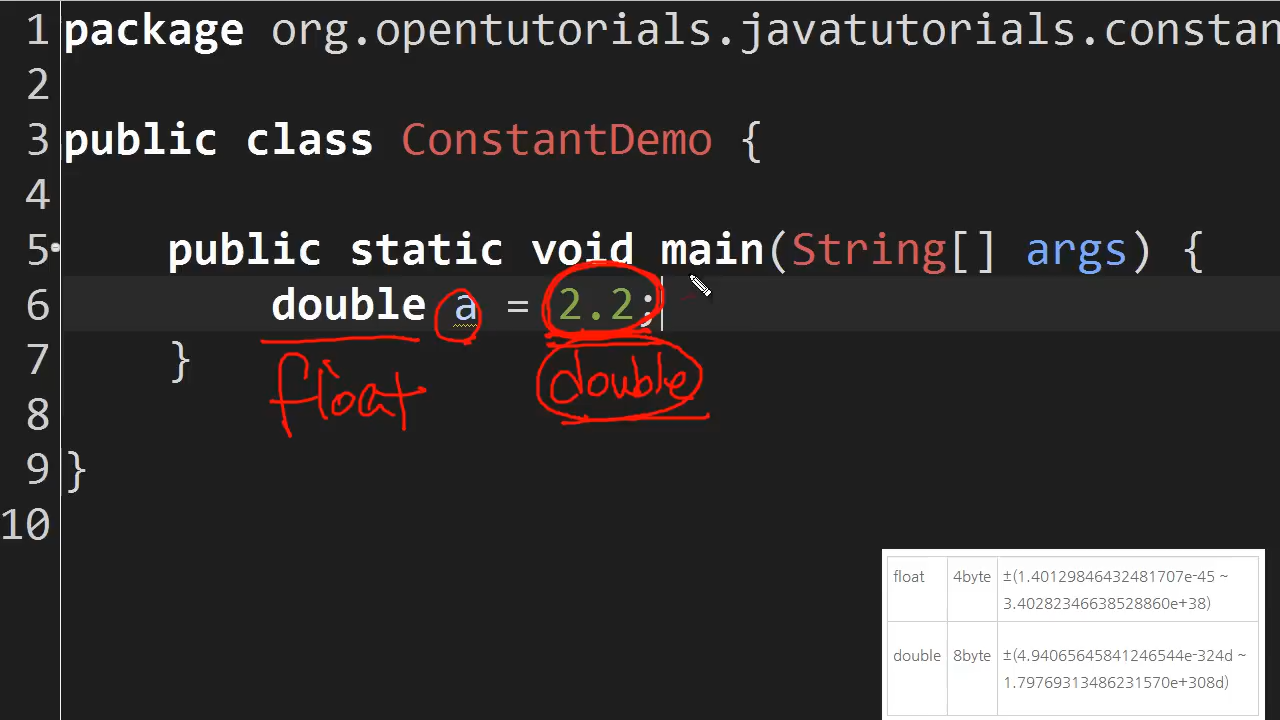 1 package org.opentutorials.javatutorials.constan
2
3 public class ConstantDemo {
4
5 public static void main(String[] args) {
6 double a = 2.2;
7 }
float double
8
9 }
10
float 4byte ±(1.40129846432481707e-45 ~
3.40282346638528860e+38)
double 8byte ±(4.94065645841246544e-324d ~
1.79769313486231570e+308d)